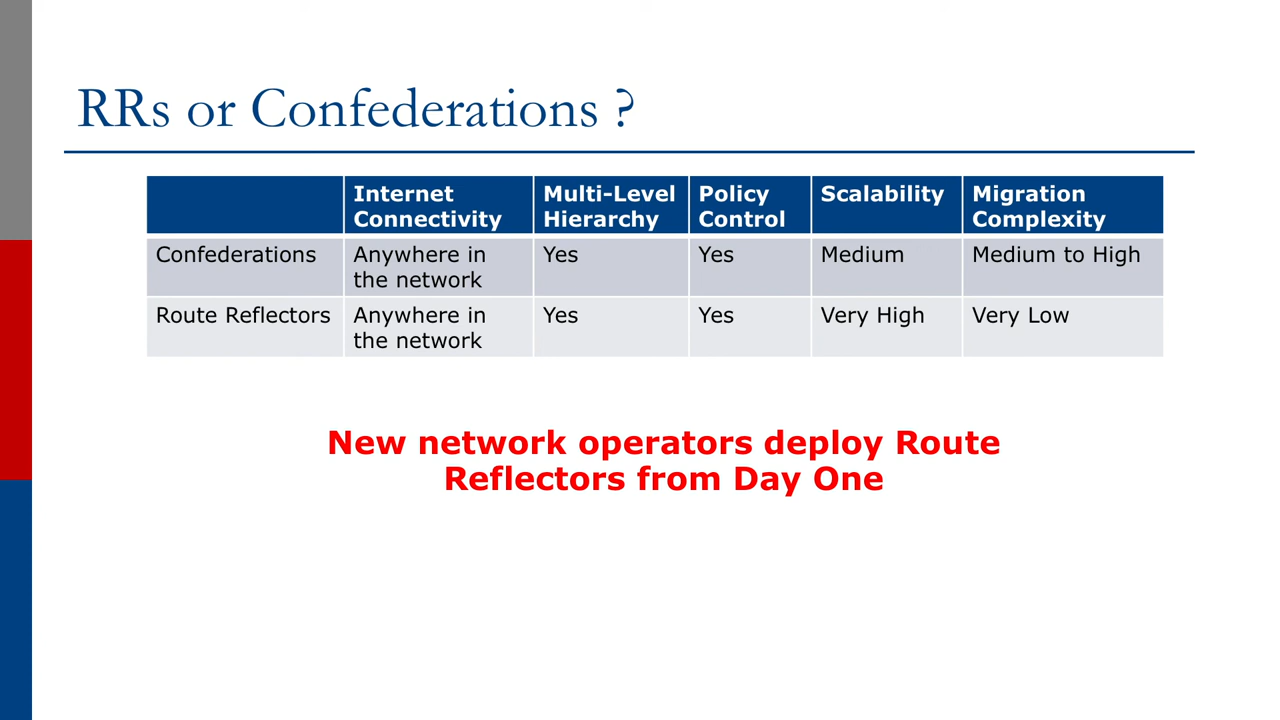 RRs or Confederations ?
Internet Connectivity Multi-Level Hierarchy Policy Control Scalability Migration Complexity
Confederations Anywhere in the network Yes Yes Medium Medium to High
Route Reflectors Anywhere in the network Yes Yes Very High Very Low
New network operators deploy Route
Reflectors from Day One